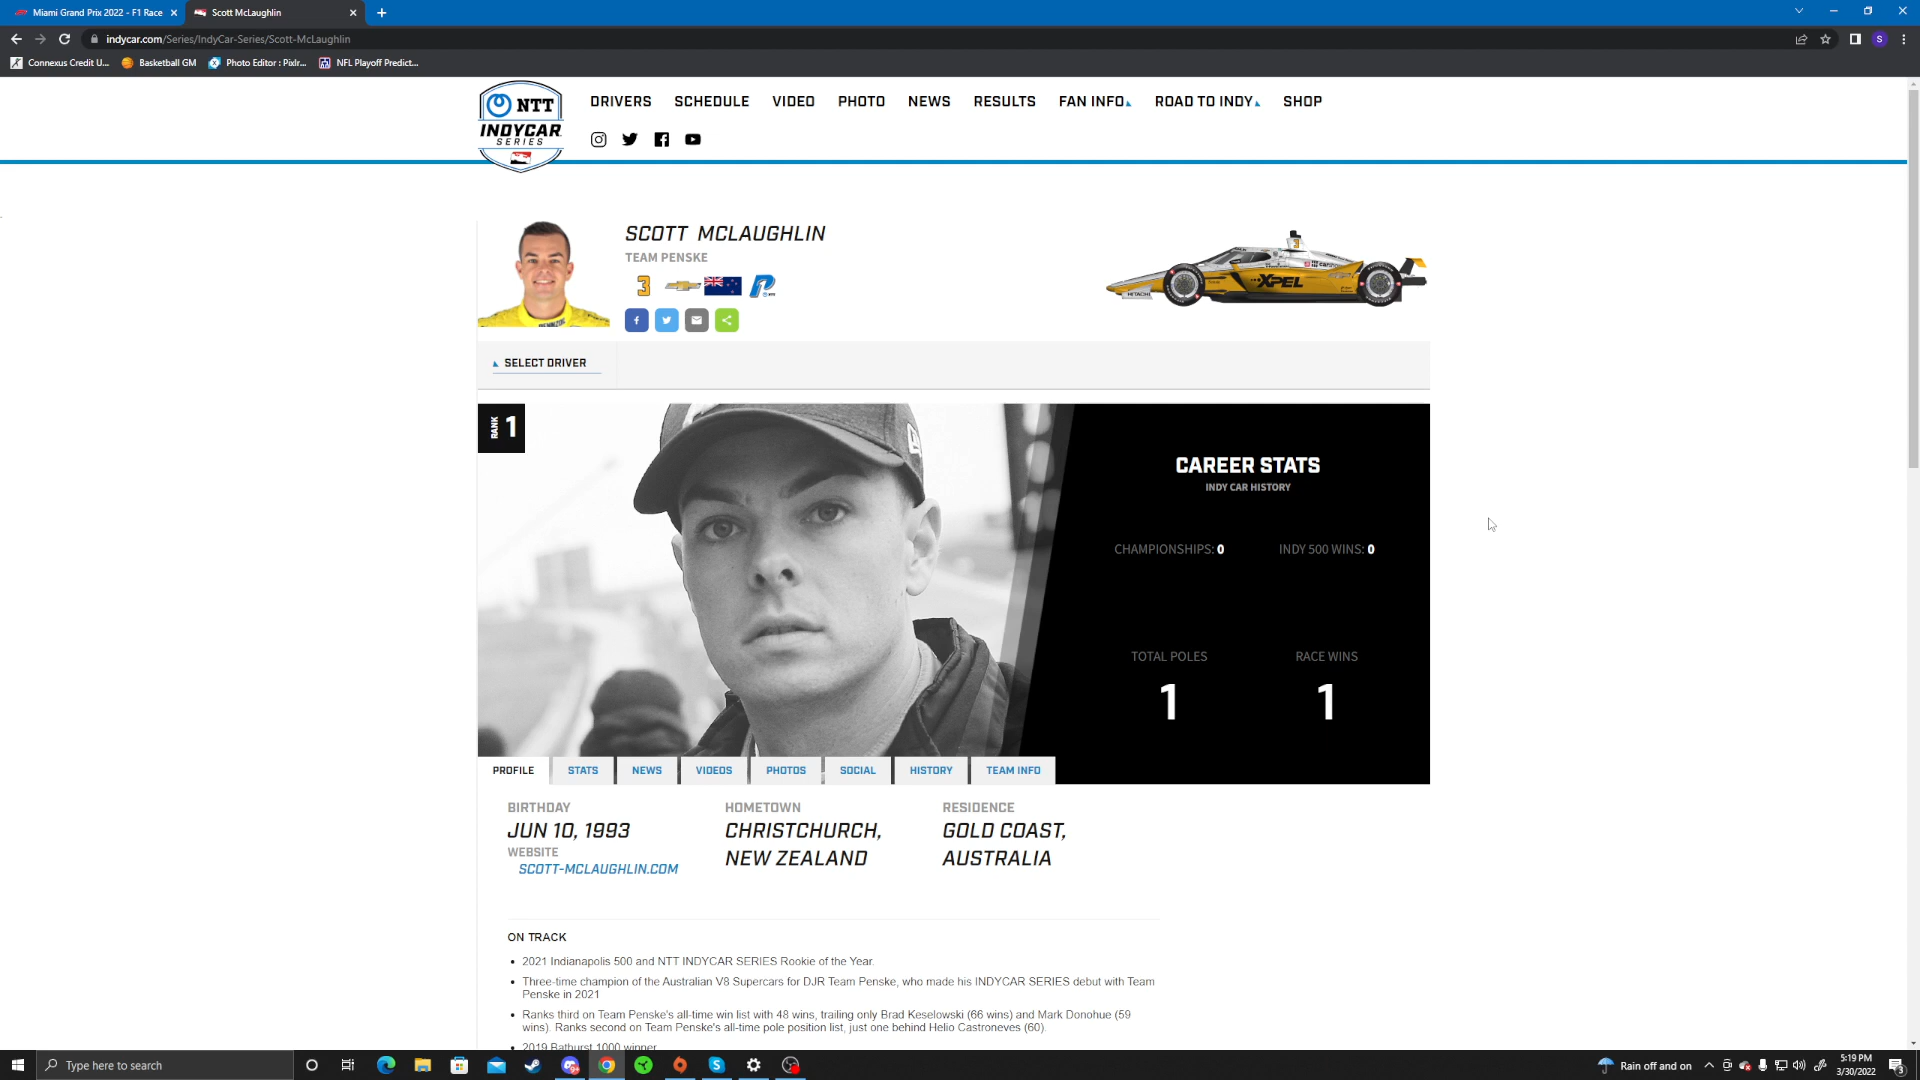 Miami Grand Prix 2022 - F1 Race
Scott McLaughlin
indycar.com/Series/IndyCar-Series/Scott-McLaughlin
S
Connexus Credit U...
Basketball GM
Photo Editor : Pixlr...
NFL Playoff Predict...
NTT
INDYCAR
SERIES
DRIVERS
SCHEDULE
VIDEO
PHOTO
NEWS
RESULTS
FAN INFO
ROAD TO INDY
SHOP
SCOTT MCLAUGHLIN
TEAM PENSKE
3
XPEL
HITACHI
SELECT DRIVER
RANK 1
CAREER STATS
INDY CAR HISTORY
CHAMPIONSHIPS: 0
INDY 500 WINS: 0
TOTAL POLES
RACE WINS
1
1
PROFILE
STATS
NEWS
VIDEOS
PHOTOS
SOCIAL
HISTORY
TEAM INFO
BIRTHDAY
JUN 10, 1993
WEBSITE
SCOTT-MCLAUGHLIN.COM
HOMETOWN
CHRISTCHURCH,
NEW ZEALAND
RESIDENCE
GOLD COAST,
AUSTRALIA
ON TRACK
• 2021 Indianapolis 500 and NTT INDYCAR SERIES Rookie of the Year.
• Three-time champion of the Australian V8 Supercars for DJR Team Penske, who made his INDYCAR SERIES debut with Team
Penske in 2021
• Ranks third on Team Penske's all-time win list with 48 wins, trailing only Brad Keselowski (66 wins) and Mark Donohue (59
wins). Ranks second on Team Penske's all-time pole position list, just one behind Helio Castroneves (60).
• 2019 Bathurst 1000 winner
Type here to search
Rain off and on
5:19 PM
3/30/2022
3